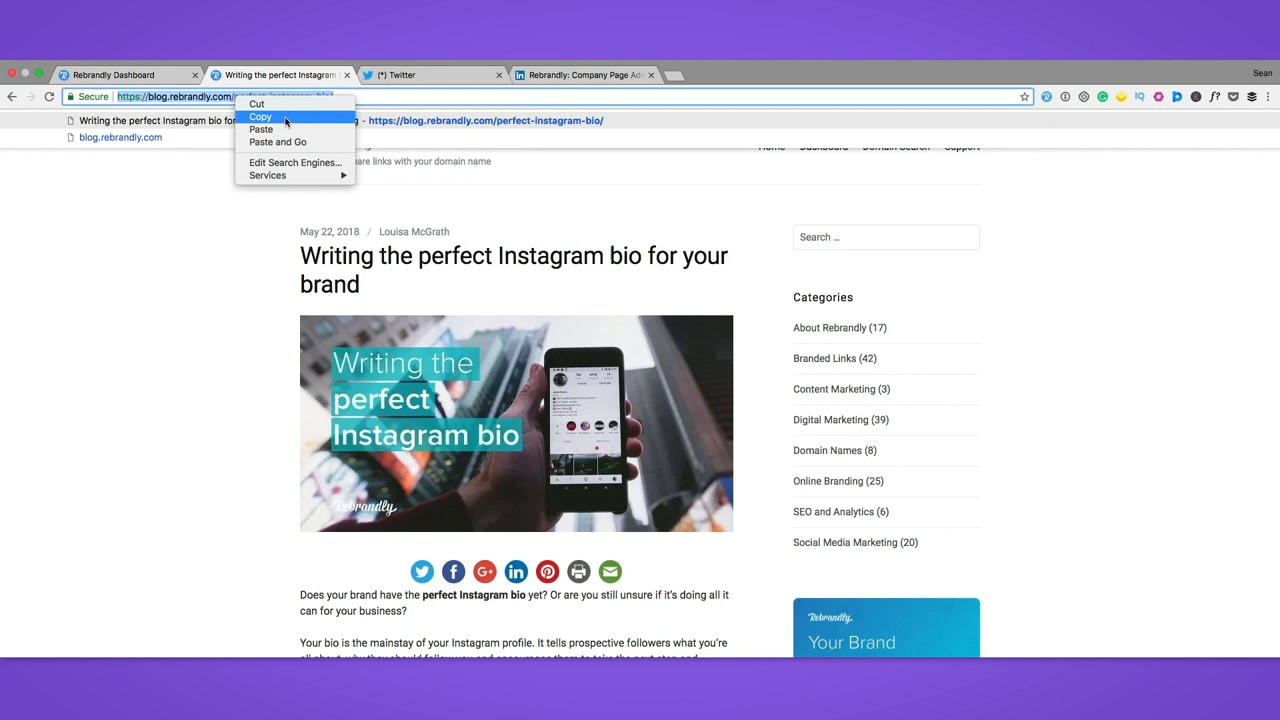 Rebrandly Dashboard
Writing the perfect Instagram
(*) Twitter
Rebrandly: Company Page Adm
Sean
Secure https://blog.rebrandly.com/perfect-instagram-bio/
Writing the perfect Instagram bio for - https://blog.rebrandly.com/perfect-instagram-bio/
blog.rebrandly.com
Cut
Copy
Paste
Paste and Go
Edit Search Engines...
Services
Home Dashboard Domain Search Support
share links with your domain name
May 22, 2018 / Louisa McGrath
Writing the perfect Instagram bio for your
brand
Writing the
perfect
Instagram bio
Rebrandly
Does your brand have the perfect Instagram bio yet? Or are you still unsure if it's doing all it
can for your business?
Your bio is the mainstay of your Instagram profile. It tells prospective followers what you're
Search …
Categories
About Rebrandly (17)
Branded Links (42)
Content Marketing (3)
Digital Marketing (39)
Domain Names (8)
Online Branding (25)
SEO and Analytics (6)
Social Media Marketing (20)
Rebrandly
Your Brand